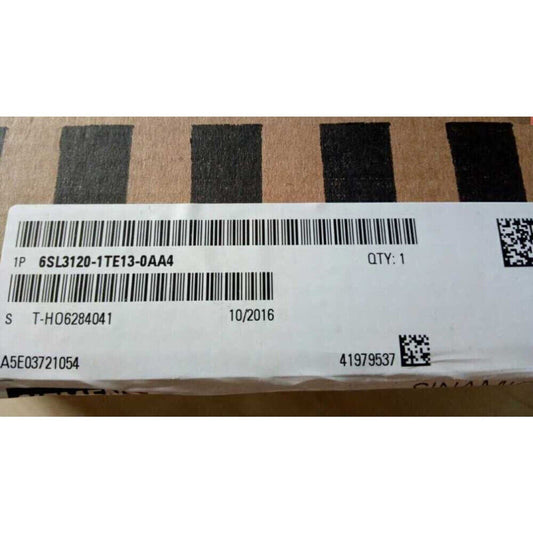 1P 6SL3120-1TE13-0AA4 QTY: 1
S T-HO6284041 10/2016
A5E03721054 41979537